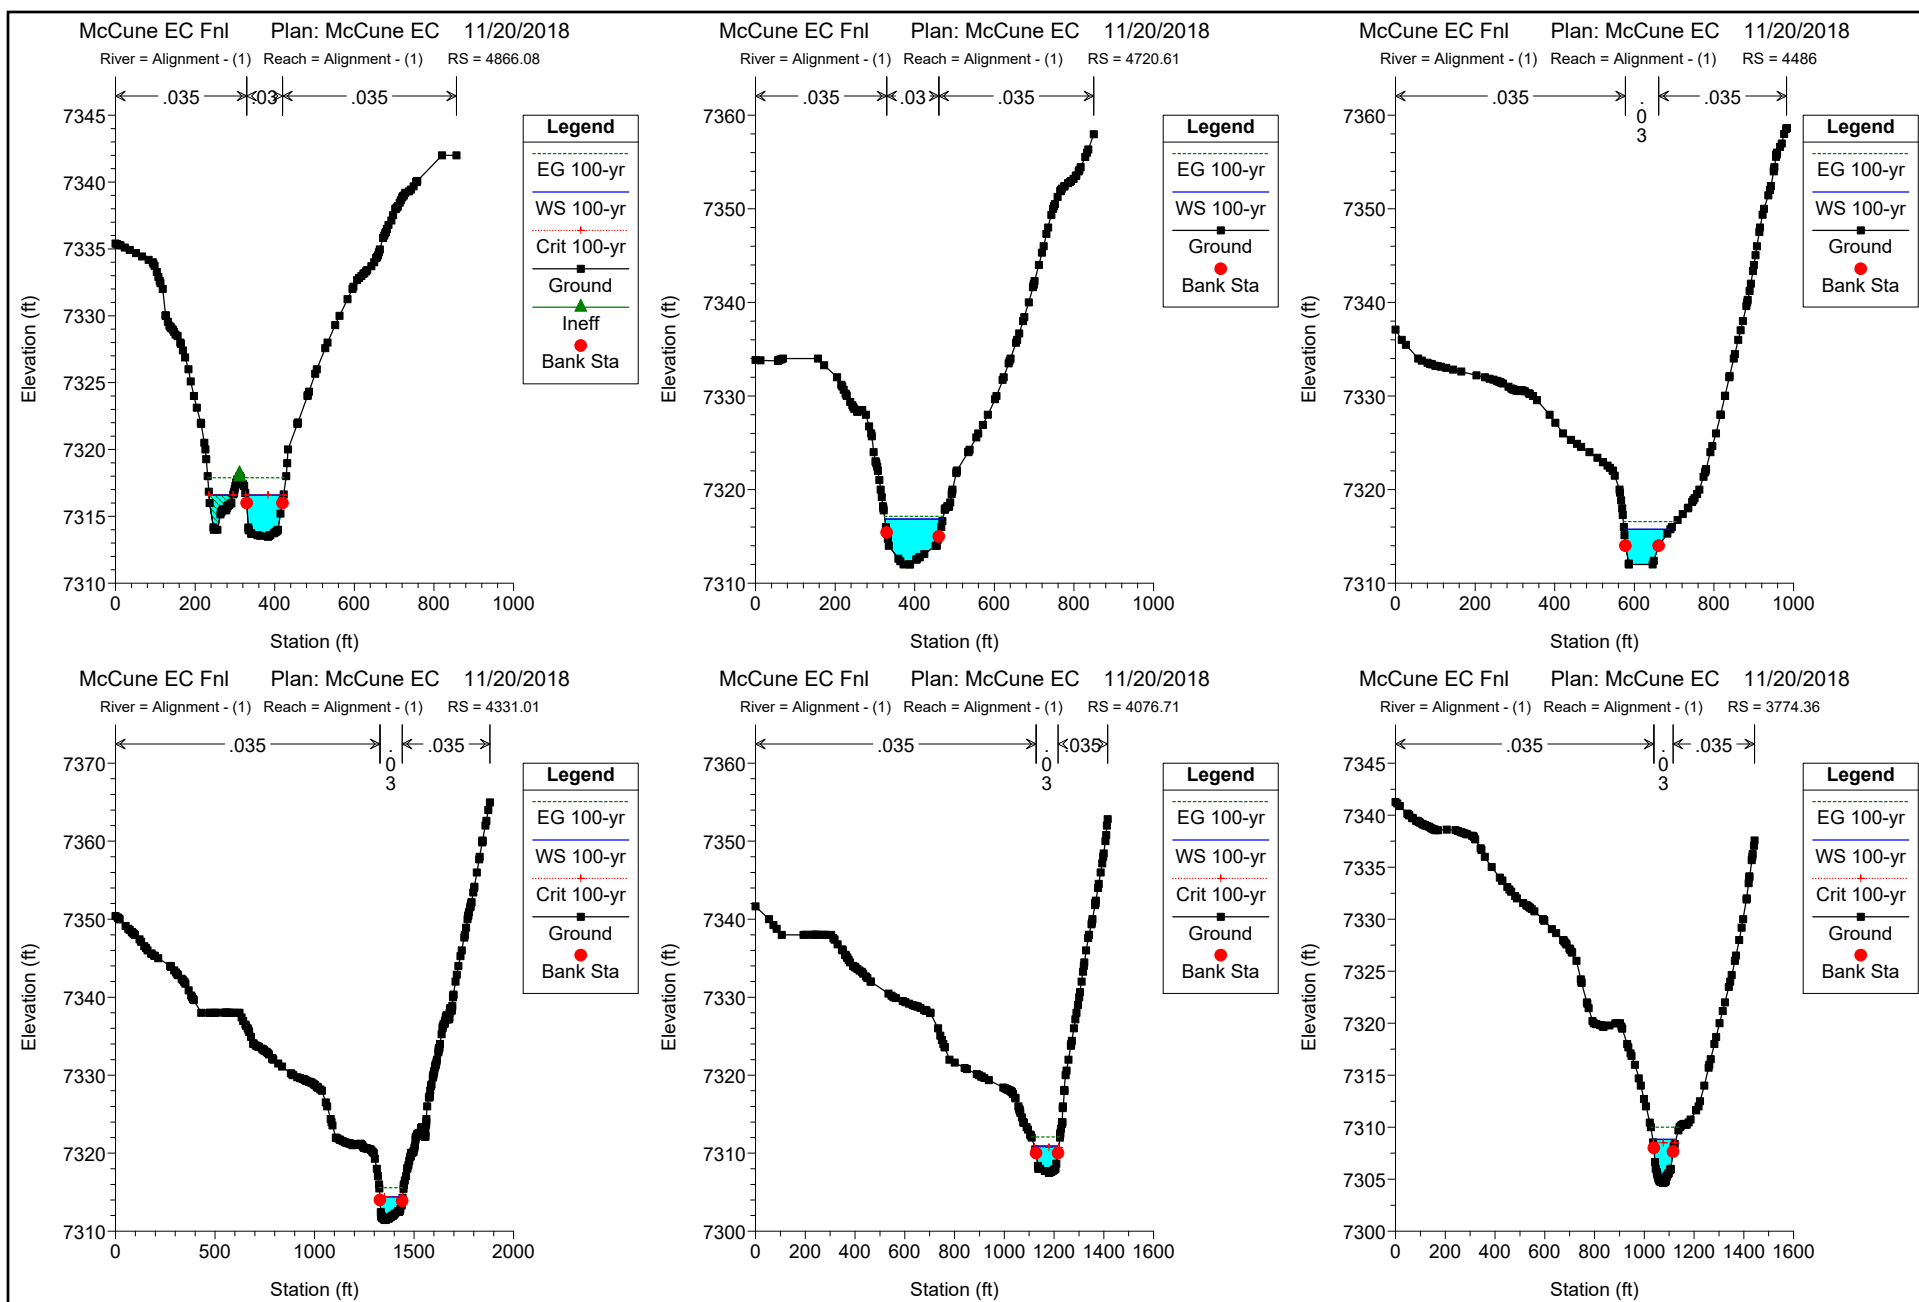 McCune EC Fnl Plan: McCune EC 11/20/2018
River = Alignment - (1) Reach = Alignment - (1) RS = 4866.08
.035 .03 .035
7345
7340
7335
7330
7325
7320
7315
7310
Elevation (ft)
0 200 400 600 800 1000
Station (ft)
Legend
EG 100-yr
WS 100-yr
Crit 100-yr
Ground
Ineff
Bank Sta
McCune EC Fnl Plan: McCune EC 11/20/2018
River = Alignment - (1) Reach = Alignment - (1) RS = 4720.61
.035 .03 .035
7360
7350
7340
7330
7320
7310
Elevation (ft)
0 200 400 600 800 1000
Station (ft)
Legend
EG 100-yr
WS 100-yr
Ground
Bank Sta
McCune EC Fnl Plan: McCune EC 11/20/2018
River = Alignment - (1) Reach = Alignment - (1) RS = 4486
.035 .03 .035
7360
7350
7340
7330
7320
7310
Elevation (ft)
0 200 400 600 800 1000
Station (ft)
Legend
EG 100-yr
WS 100-yr
Ground
Bank Sta
McCune EC Fnl Plan: McCune EC 11/20/2018
River = Alignment - (1) Reach = Alignment - (1) RS = 4331.01
.035 .03 .035
7370
7360
7350
7340
7330
7320
7310
Elevation (ft)
0 500 1000 1500 2000
Station (ft)
Legend
EG 100-yr
WS 100-yr
Crit 100-yr
Ground
Bank Sta
McCune EC Fnl Plan: McCune EC 11/20/2018
River = Alignment - (1) Reach = Alignment - (1) RS = 4076.71
.035 .03 .035
7360
7350
7340
7330
7320
7310
7300
Elevation (ft)
0 200 400 600 800 1000 1200 1400 1600
Station (ft)
Legend
EG 100-yr
WS 100-yr
Crit 100-yr
Ground
Bank Sta
McCune EC Fnl Plan: McCune EC 11/20/2018
River = Alignment - (1) Reach = Alignment - (1) RS = 3774.36
.035 .03 .035
7345
7340
7335
7330
7325
7320
7315
7310
7305
7300
Elevation (ft)
0 200 400 600 800 1000 1200 1400 1600
Station (ft)
Legend
EG 100-yr
WS 100-yr
Crit 100-yr
Ground
Bank Sta